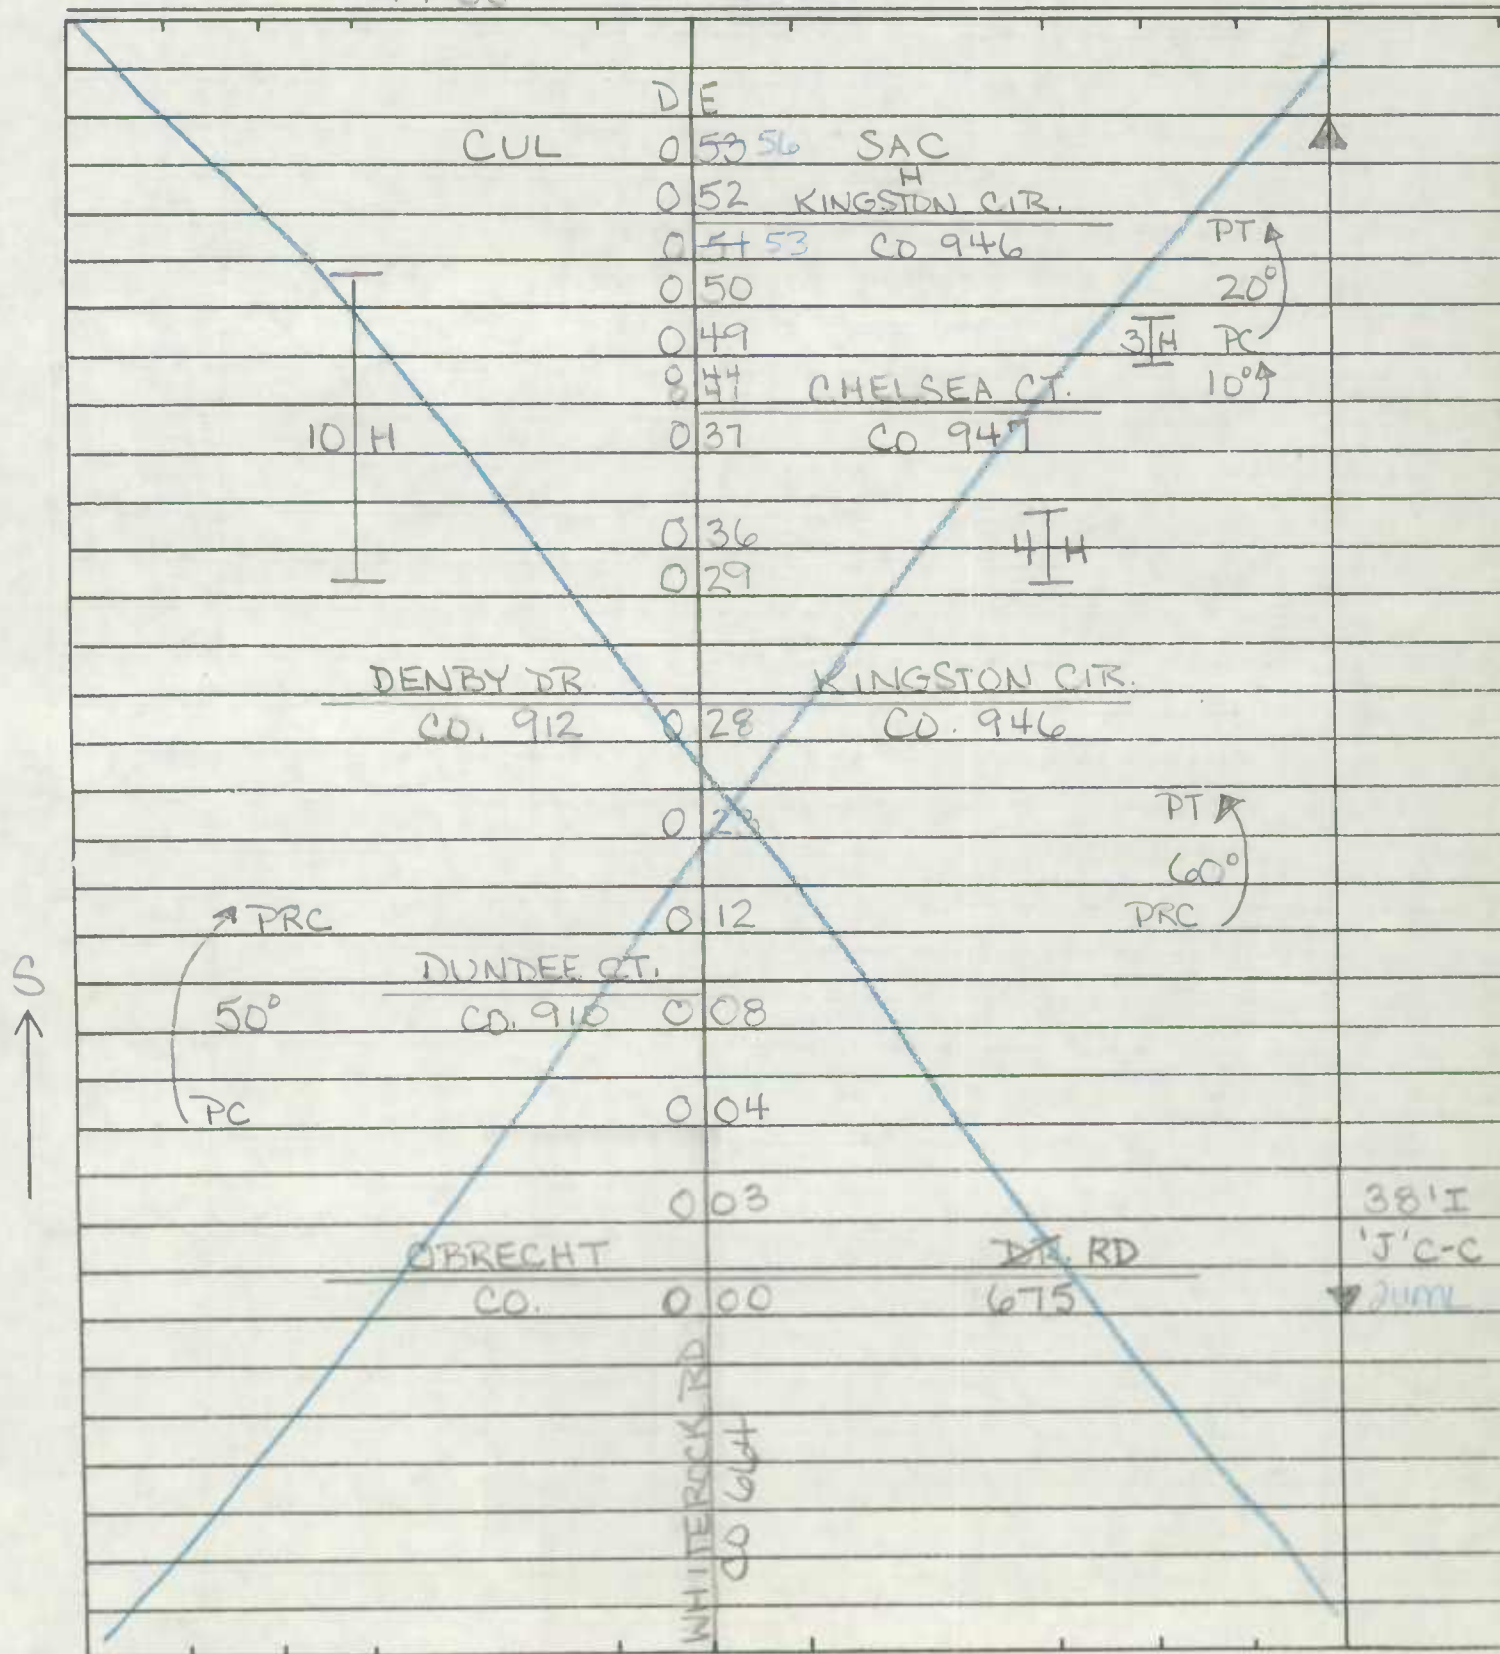 D E
CUL 0 53 56 SAC
H
0 52 KINGSTON CIR.
0 51 53 CO 946 PT
0 50 20°
0 49 3 H PC
0 44 CHELSEA CT. 10°
0 41
10 H 0 37 CO 947
0 36 4 H
0 29
DENBY DR KINGSTON CIR.
CO. 912 0 28 CO. 946
0 23 PT
60°
PRC 0 12 PRC
DUNDEE CT.
S 50° CO. 910 0 08
PC 0 04
0 03 38'I
OBRECHT DR. RD 'J'C-C
CO. 0 00 675
WHITEROCK RD
CO 664